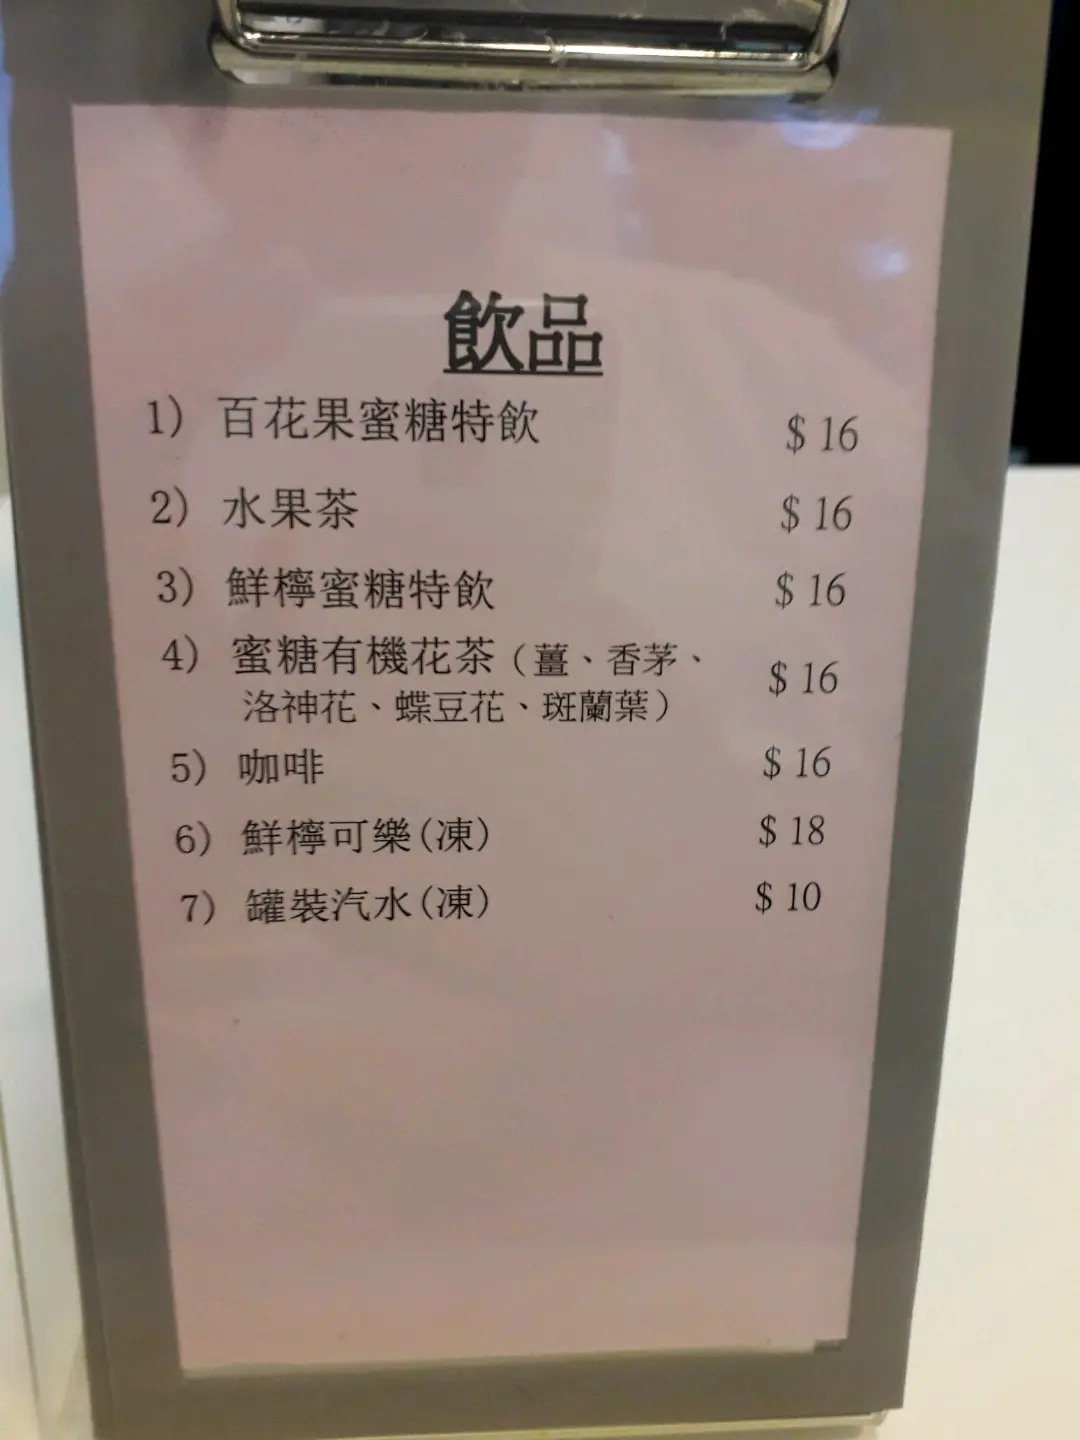 飲品
1) 百花果蜜糖特飲 $16
2) 水果茶 $16
3) 鮮檸蜜糖特飲 $16
4) 蜜糖有機花茶(薑、香茅、
洛神花、蝶豆花、斑蘭葉) $16
5) 咖啡 $16
6) 鮮檸可樂(凍) $18
7) 罐裝汽水(凍) $10